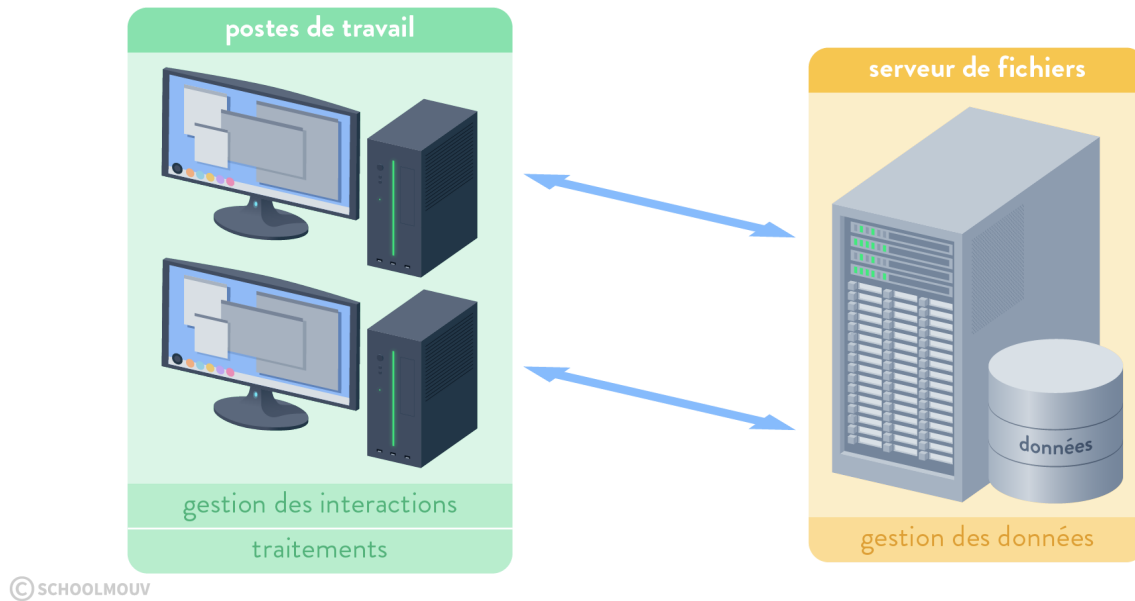 postes de travail
serveur de fichiers
données
gestion des interactions
traitements
gestion des données
© SCHOOLMOUV